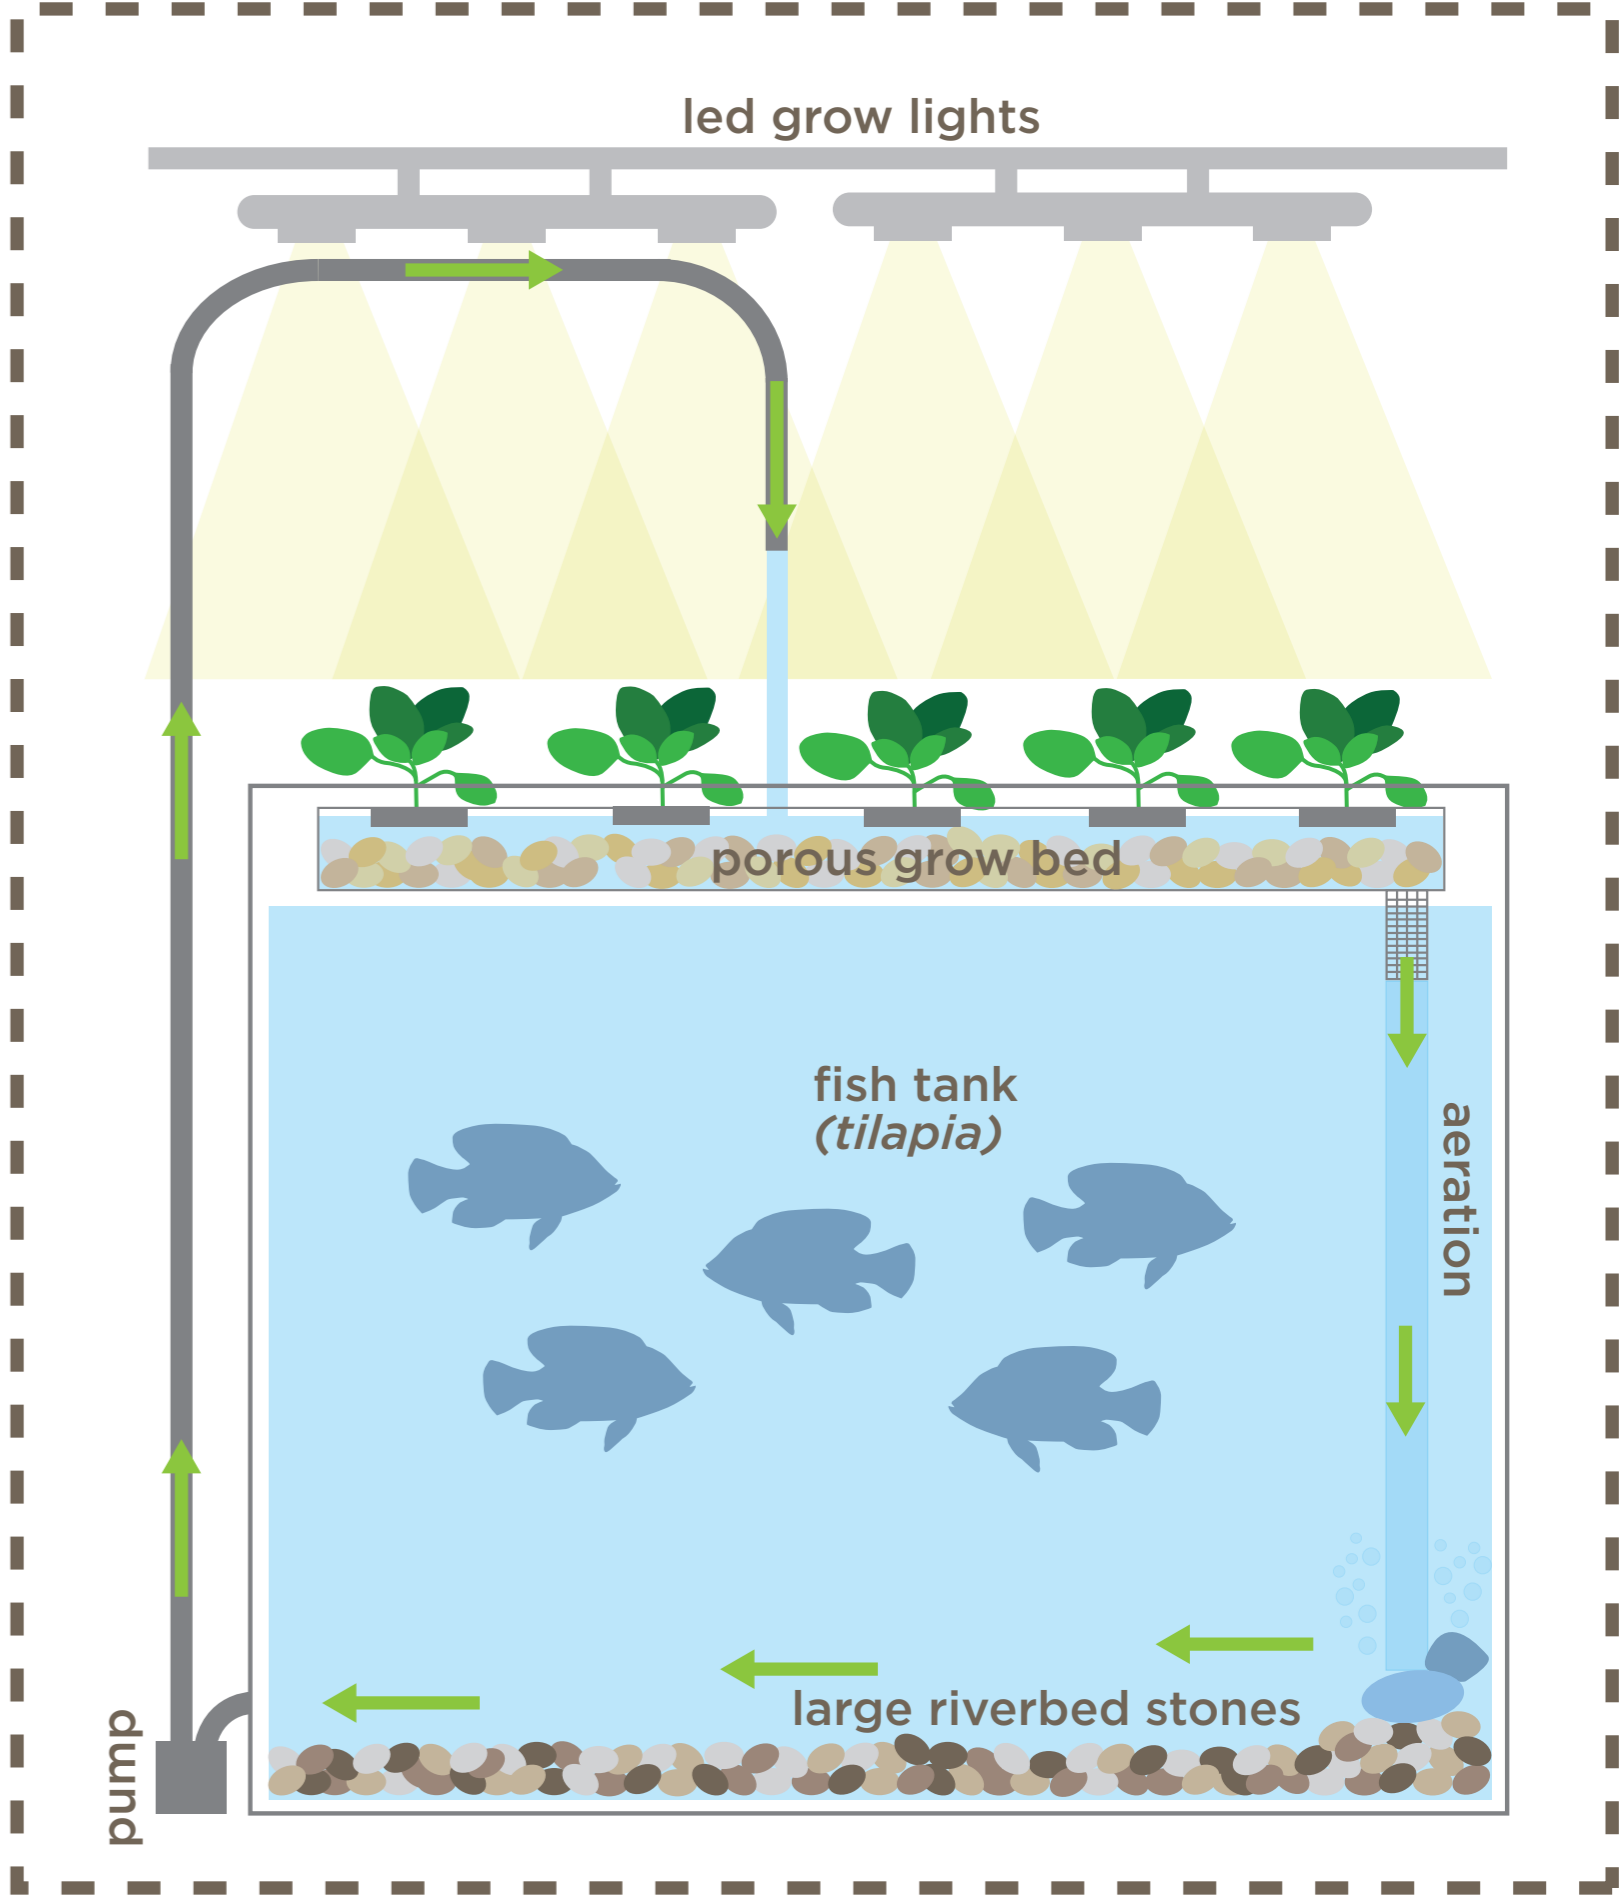 led grow lights
porous grow bed
fish tank
(tilapia)
aeration
large riverbed stones
pump